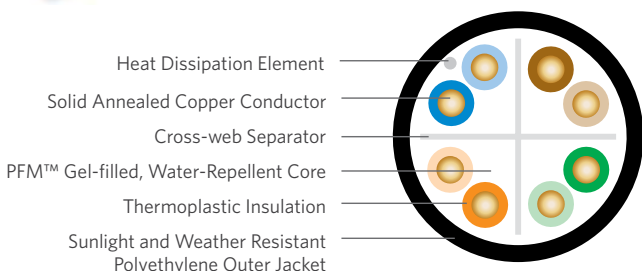 Heat Dissipation Element
Solid Annealed Copper Conductor
Cross-web Separator
PFM™ Gel-filled, Water-Repellent Core
Thermoplastic Insulation
Sunlight and Weather Resistant
Polyethylene Outer Jacket